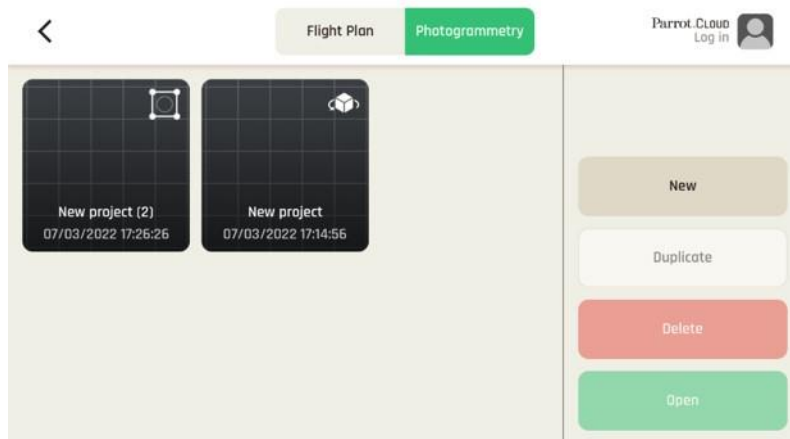 Flight Plan
Photogrammetry
Parrot.CLOUD
Log in
New project (2)
07/03/2022 17:26:26
New project
07/03/2022 17:14:56
New
Duplicate
Delete
Open